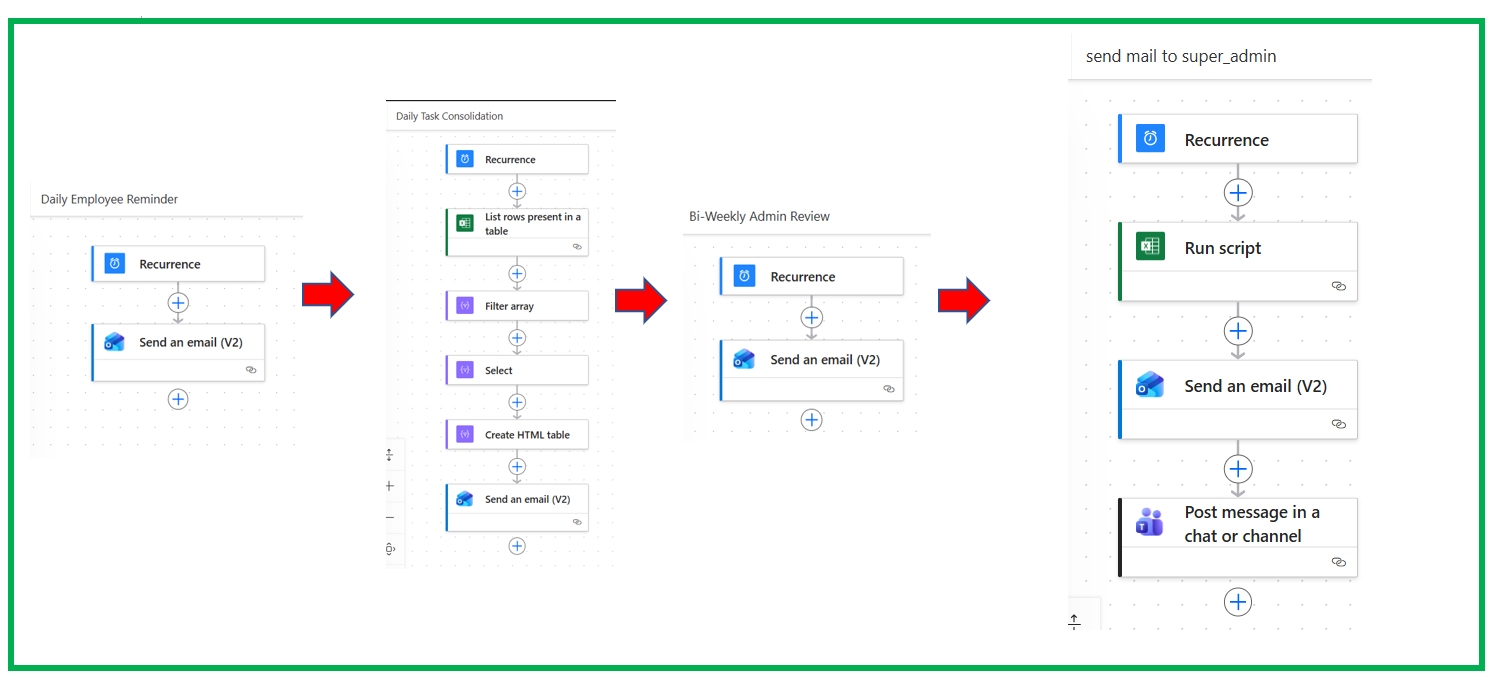 Daily Employee Reminder
Recurrence
Send an email (V2)
Daily Task Consolidation
Recurrence
List rows present in a
table
Filter array
Select
Create HTML table
Send an email (V2)
Bi-Weekly Admin Review
Recurrence
Send an email (V2)
send mail to super_admin
Recurrence
Run script
Send an email (V2)
Post message in a
chat or channel